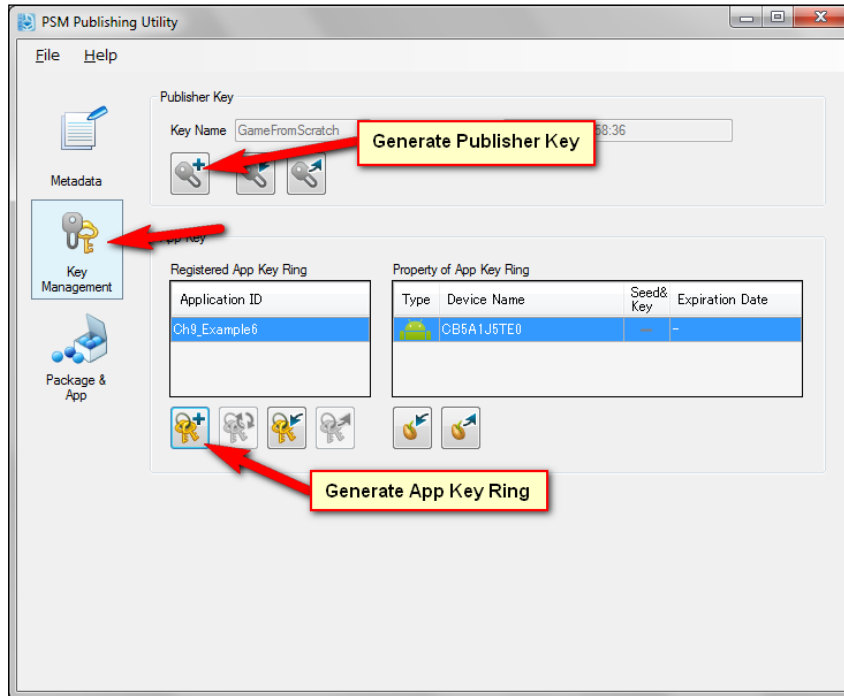 PSM Publishing Utility
File Help
Publisher Key
Key Name GameFromScratch 58:36
Generate Publisher Key
Metadata
App Key
Key
Management
Registered App Key Ring Property of App Key Ring
Application ID Type Device Name Seed& Key Expiration Date
Ch9_Example6 CB5A1J5TE0 — -
Package &
App
Generate App Key Ring